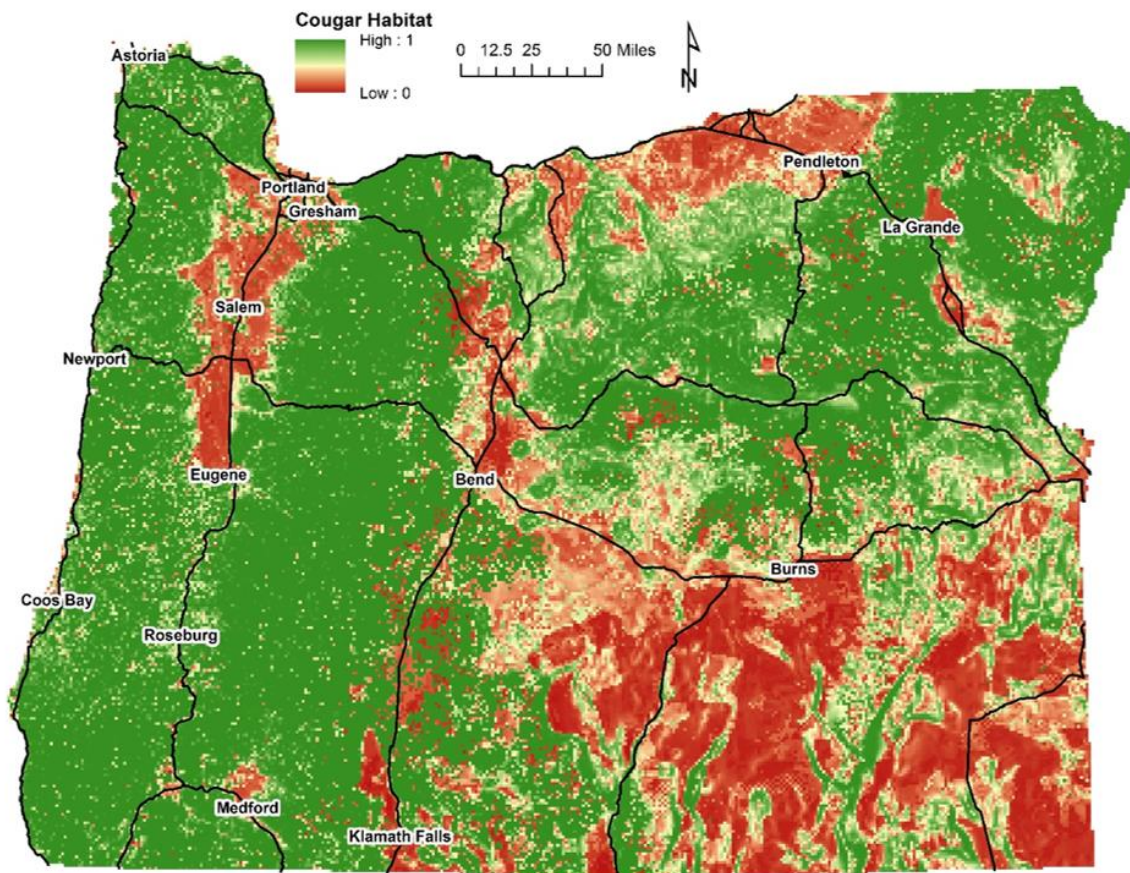 Cougar Habitat
High : 1
Low : 0
0 12.5 25 50 Miles
N
Astoria
Portland
Gresham
Pendleton
La Grande
Salem
Newport
Eugene
Bend
Burns
Coos Bay
Roseburg
Medford
Klamath Falls